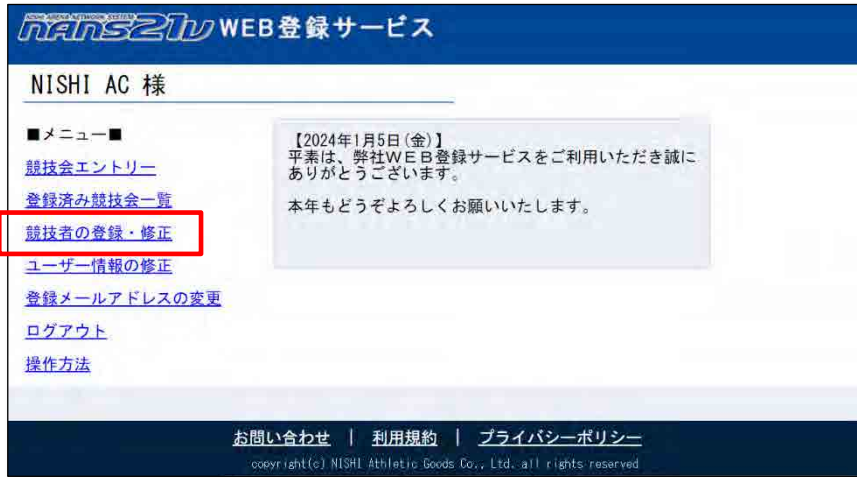 NISHI ARENA NETWORK SYSTEM
nans21V WEB登録サービス
NISHI AC 様
■メニュー■
競技会エントリー
登録済み競技会一覧
競技者の登録・修正
ユーザー情報の修正
登録メールアドレスの変更
ログアウト
操作方法
【2024年1月5日(金)】
平素は、弊社ＷＥＢ登録サービスをご利用いただき誠に
ありがとうございます。
本年もどうぞよろしくお願いいたします。
お問い合わせ | 利用規約 | プライバシーポリシー
copyright(c) NISHI Athletic Goods Co., Ltd. all rights reserved